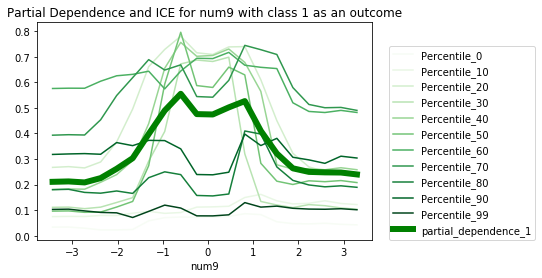 Partial Dependence and ICE for num9 with class 1 as an outcome
0.8
0.7
0.6
0.5
0.4
0.3
0.2
0.1
0.0
−3 −2 −1 0 1 2 3
num9
Percentile_0
Percentile_10
Percentile_20
Percentile_30
Percentile_40
Percentile_50
Percentile_60
Percentile_70
Percentile_80
Percentile_90
Percentile_99
partial_dependence_1